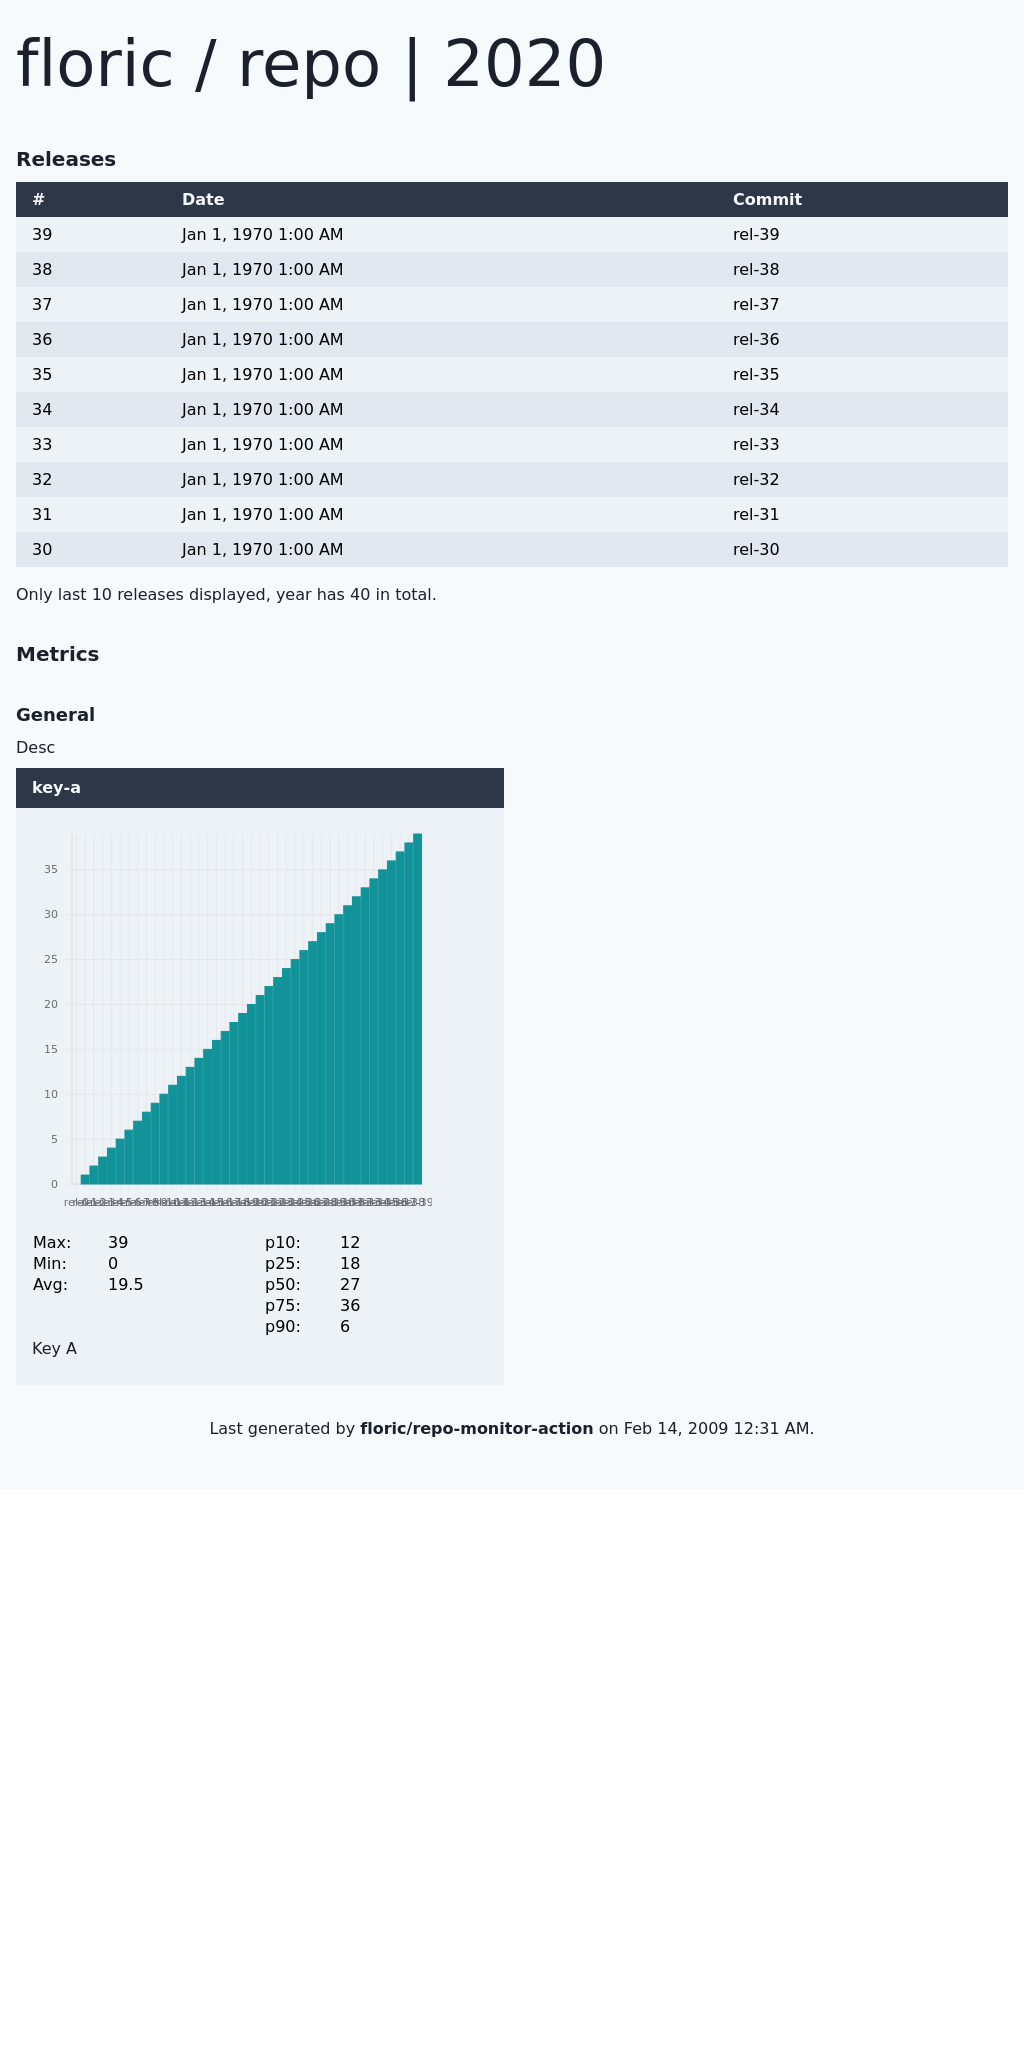 floric / repo | 2020
Releases
# Date Commit
39 Jan 1, 1970 1:00 AM rel-39
38 Jan 1, 1970 1:00 AM rel-38
37 Jan 1, 1970 1:00 AM rel-37
36 Jan 1, 1970 1:00 AM rel-36
35 Jan 1, 1970 1:00 AM rel-35
34 Jan 1, 1970 1:00 AM rel-34
33 Jan 1, 1970 1:00 AM rel-33
32 Jan 1, 1970 1:00 AM rel-32
31 Jan 1, 1970 1:00 AM rel-31
30 Jan 1, 1970 1:00 AM rel-30
Only last 10 releases displayed, year has 40 in total.
Metrics
General
Desc
key-a
35
30
25
20
15
10
5
0
Max: 39 p10: 12
Min: 0 p25: 18
Avg: 19.5 p50: 27
p75: 36
p90: 6
Key A
Last generated by floric/repo-monitor-action on Feb 14, 2009 12:31 AM.